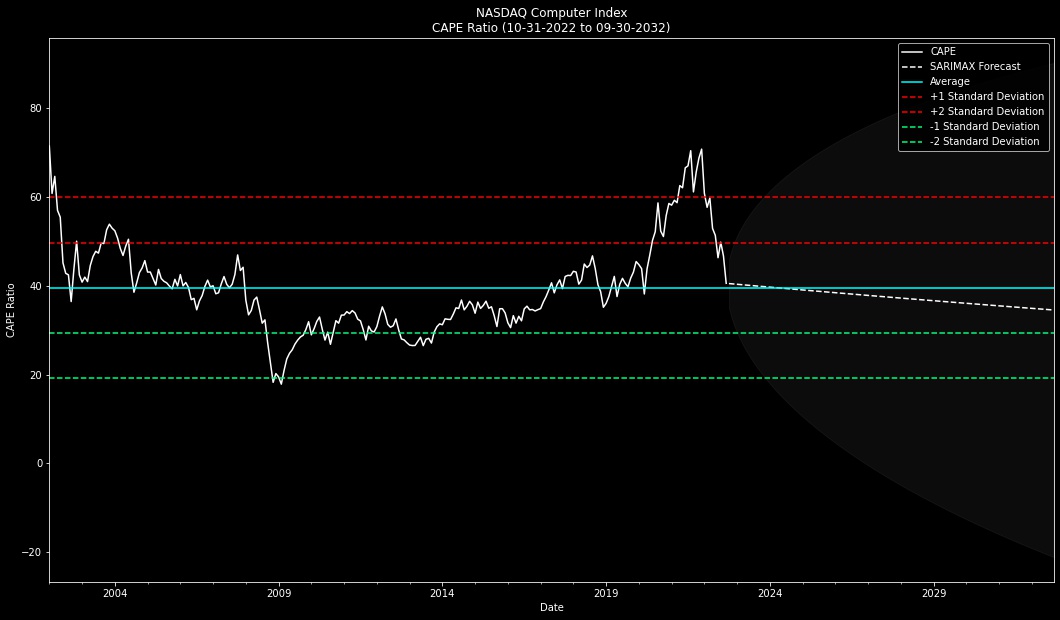 NASDAQ Computer Index
CAPE Ratio (10-31-2022 to 09-30-2032)
CAPE
SARIMAX Forecast
Average
+1 Standard Deviation
+2 Standard Deviation
-1 Standard Deviation
-2 Standard Deviation
80
60
40
20
0
−20
CAPE Ratio
2004
2009
2014
2019
2024
2029
Date